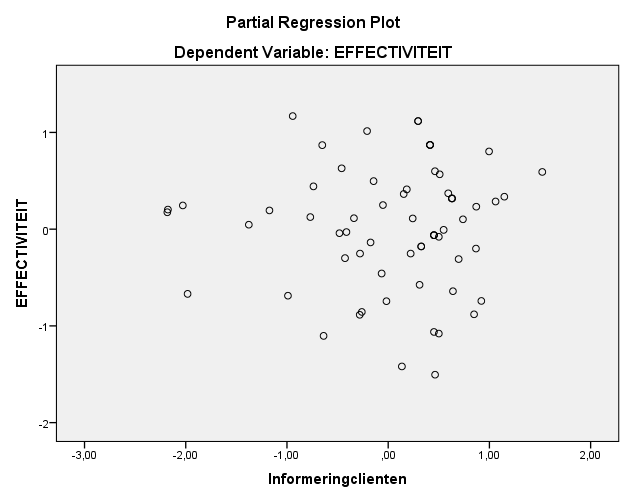 Partial Regression Plot
Dependent Variable: EFFECTIVITEIT
EFFECTIVITEIT
1
0
-1
-2
-3,00 -2,00 -1,00 ,00 1,00 2,00
Informeringclienten